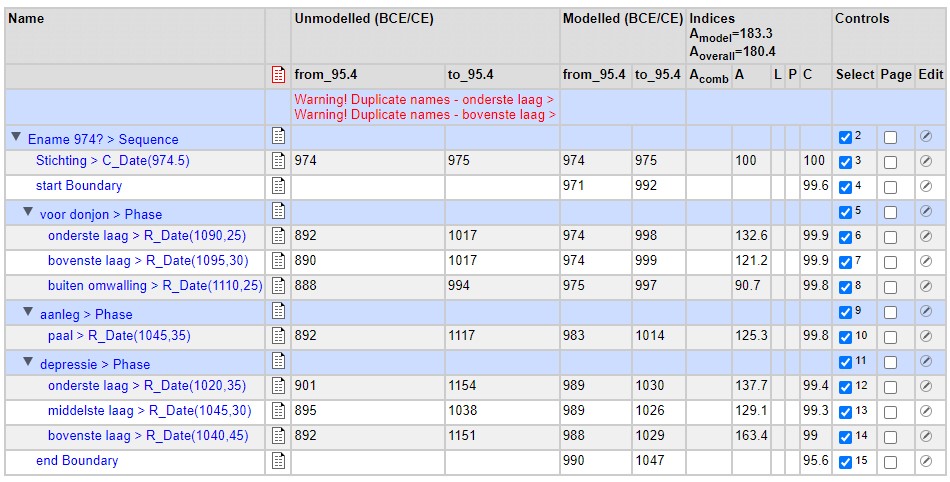 Name Unmodelled (BCE/CE) Modelled (BCE/CE) Indices Controls
Amodel=183.3
Aoverall=180.4
from_95.4 to_95.4 from_95.4 to_95.4 Acomb A L P C Select Page Edit
Warning! Duplicate names - onderste laag >
Warning! Duplicate names - bovenste laag >
Ename 974? > Sequence 2
Stichting > C_Date(974.5) 974 975 974 975 100 100 3
start Boundary 971 992 99.6 4
voor donjon > Phase 5
onderste laag > R_Date(1090,25) 892 1017 974 998 132.6 99.9 6
bovenste laag > R_Date(1095,30) 890 1017 974 999 121.2 99.9 7
buiten omwalling > R_Date(1110,25) 888 994 975 997 90.7 99.8 8
aanleg > Phase 9
paal > R_Date(1045,35) 892 1117 983 1014 125.3 99.8 10
depressie > Phase 11
onderste laag > R_Date(1020,35) 901 1154 989 1030 137.7 99.4 12
middelste laag > R_Date(1045,30) 895 1038 989 1026 129.1 99.3 13
bovenste laag > R_Date(1040,45) 892 1151 988 1029 163.4 99 14
end Boundary 990 1047 95.6 15